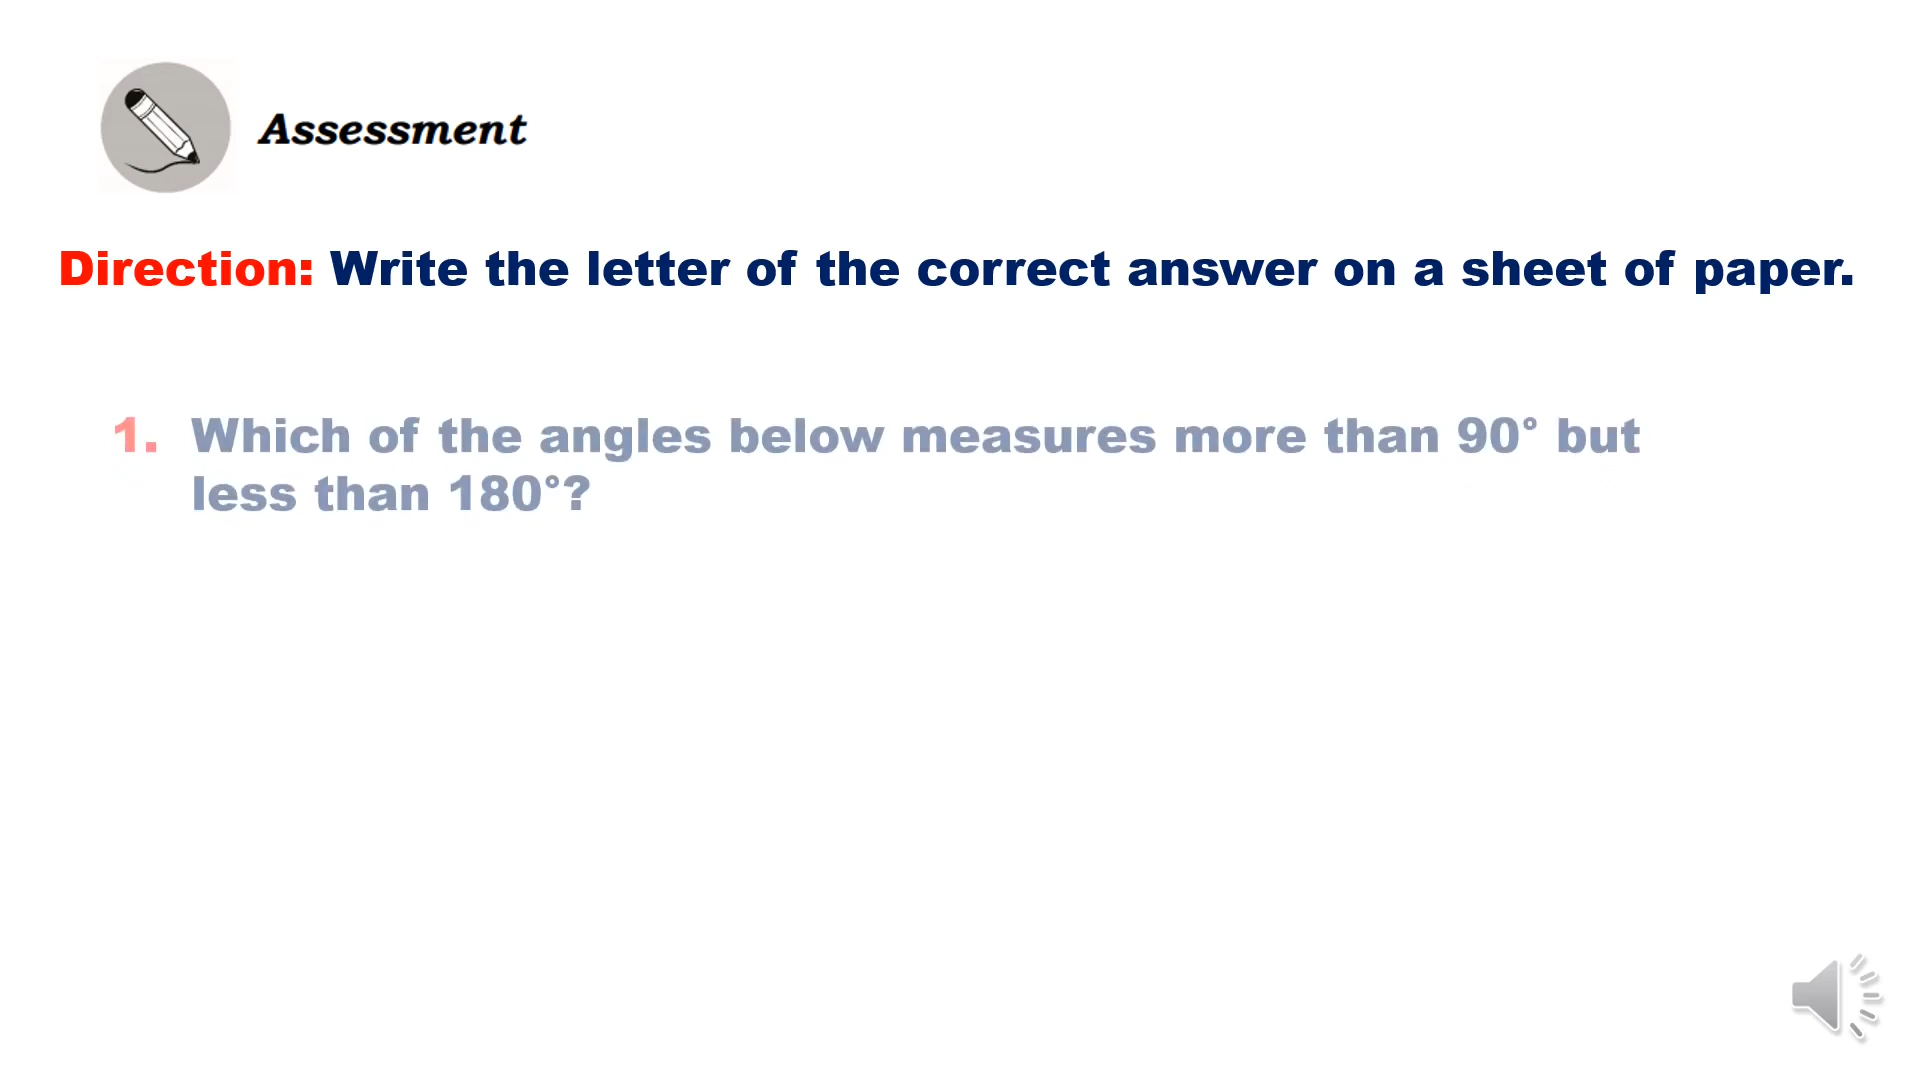 Assessment
Direction: Write the letter of the correct answer on a sheet of paper.
1. Which of the angles below measures more than 90° but
less than 180°?